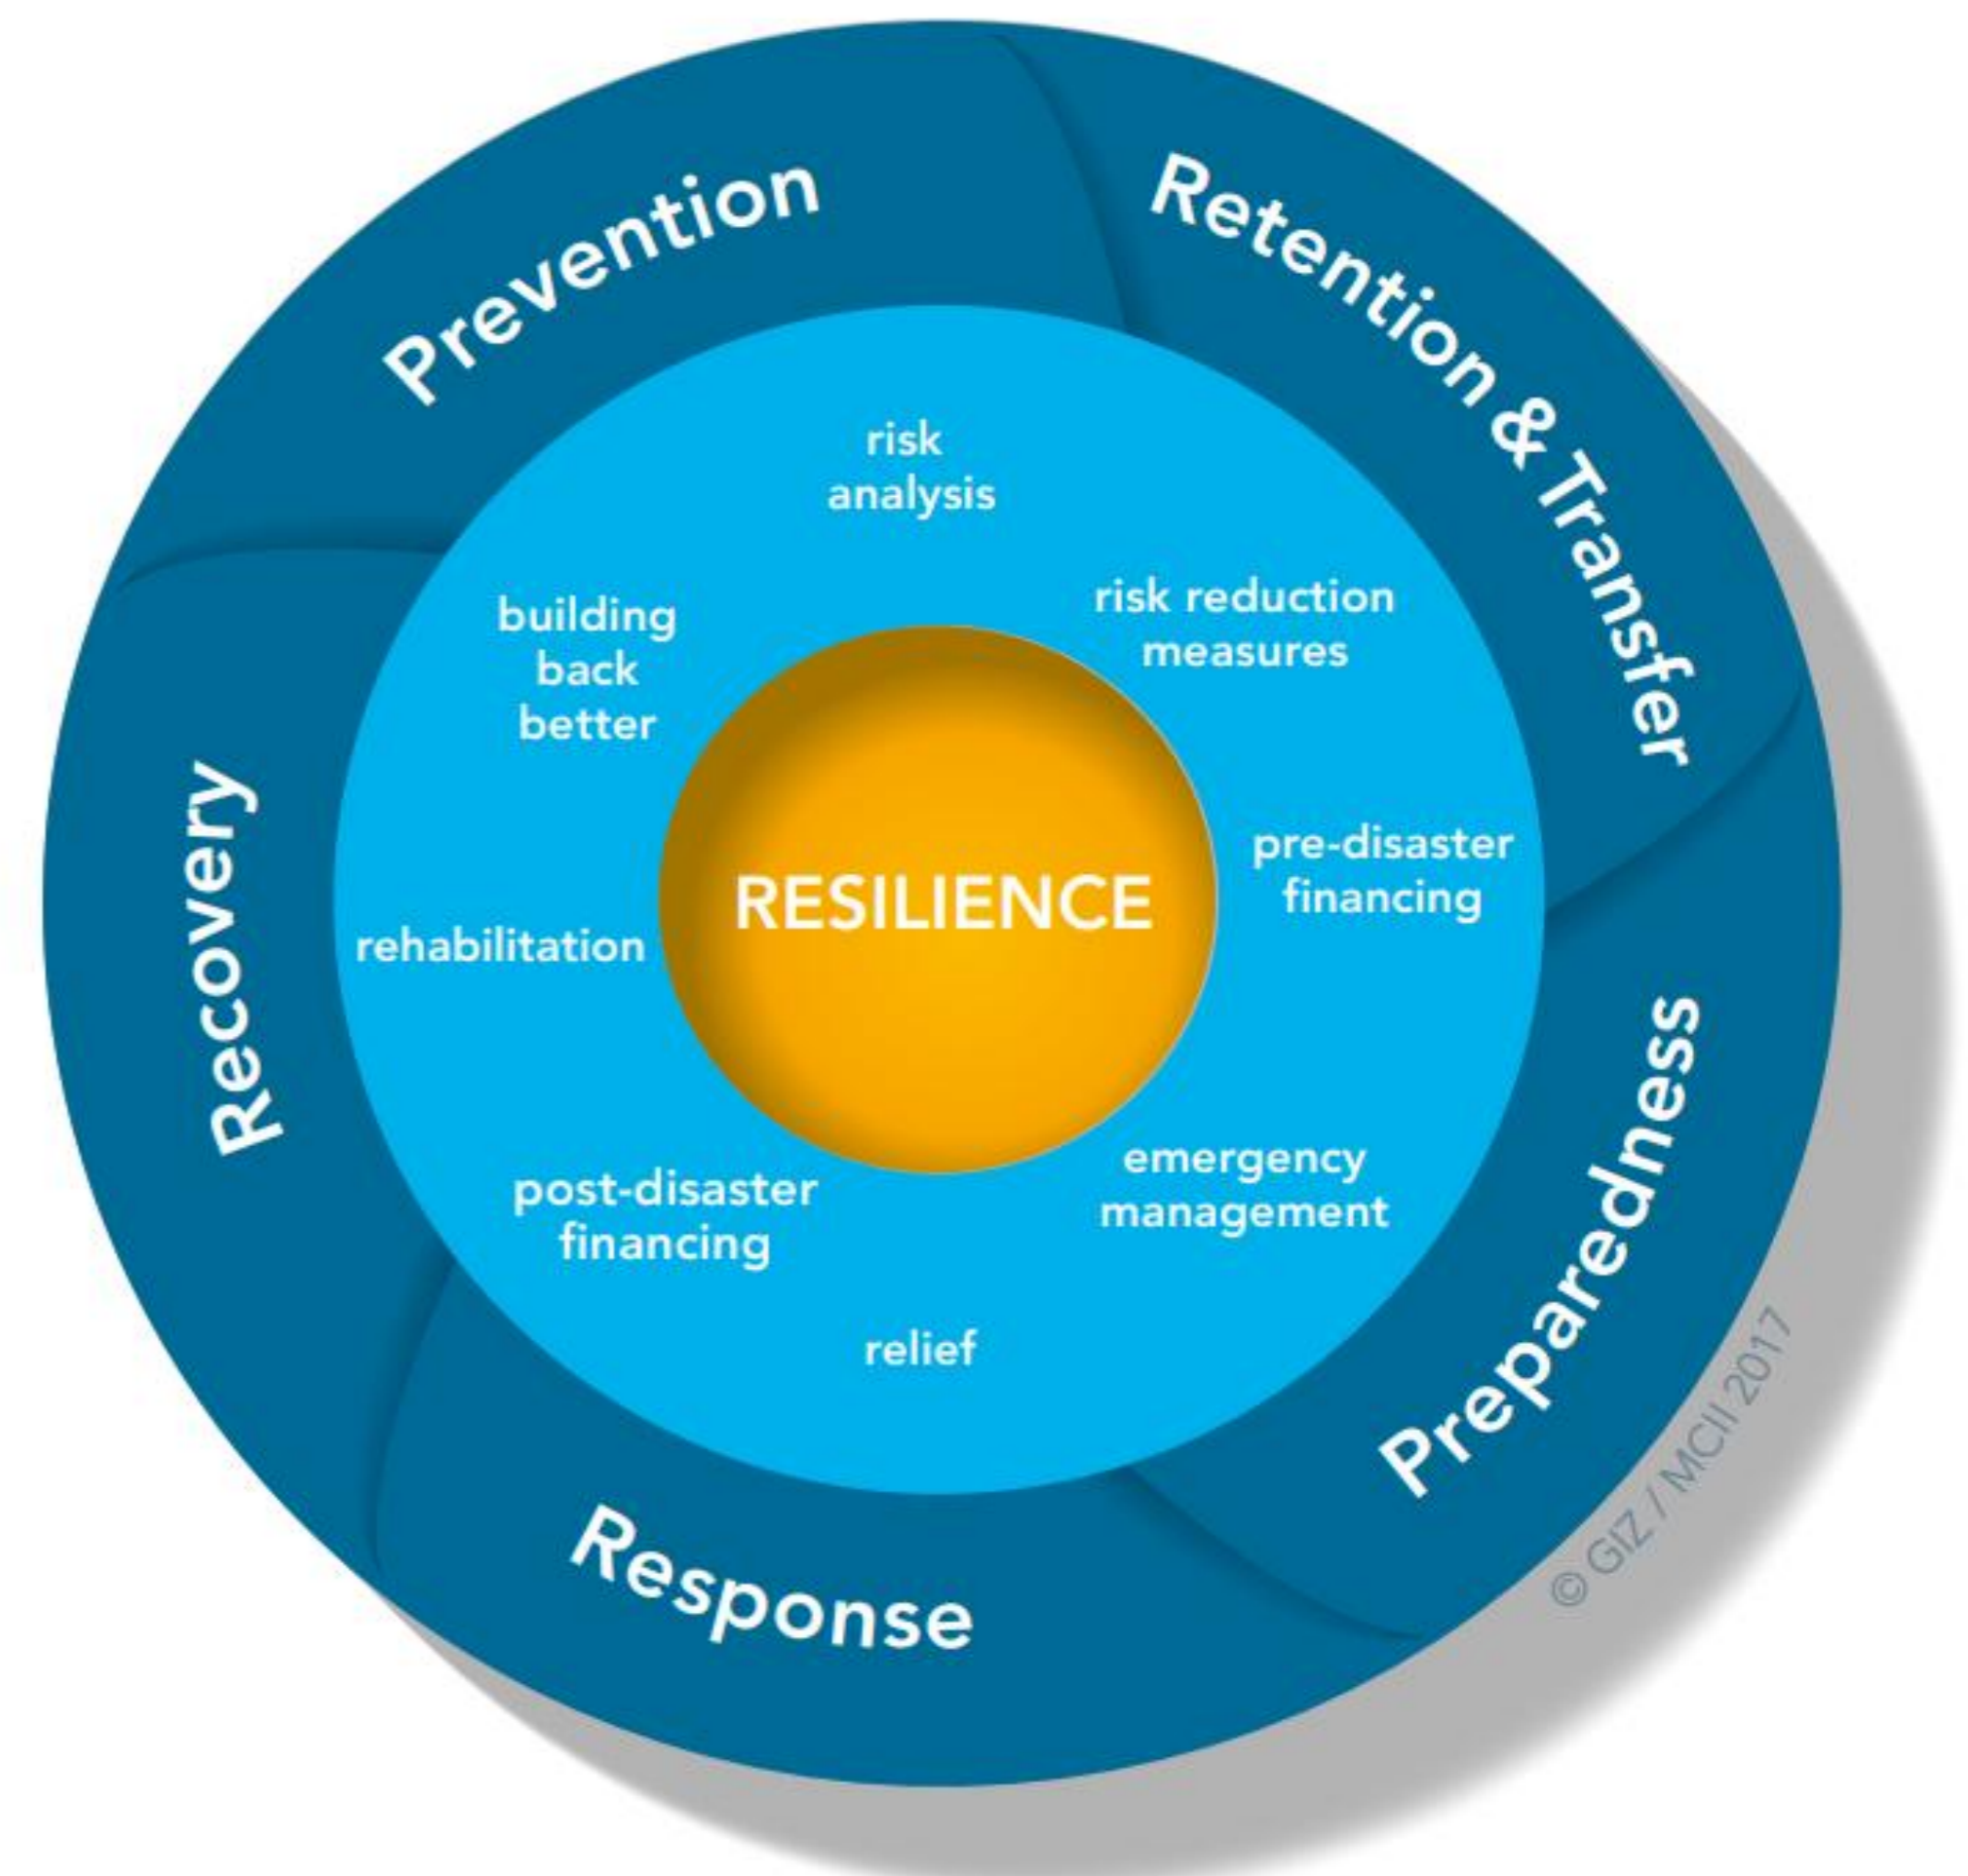 Prevention
Retention & Transfer
Preparedness
Response
Recovery
risk
analysis
risk reduction
measures
pre-disaster
financing
emergency
management
relief
post-disaster
financing
rehabilitation
building
back
better
RESILIENCE
© GIZ / MCII 2017